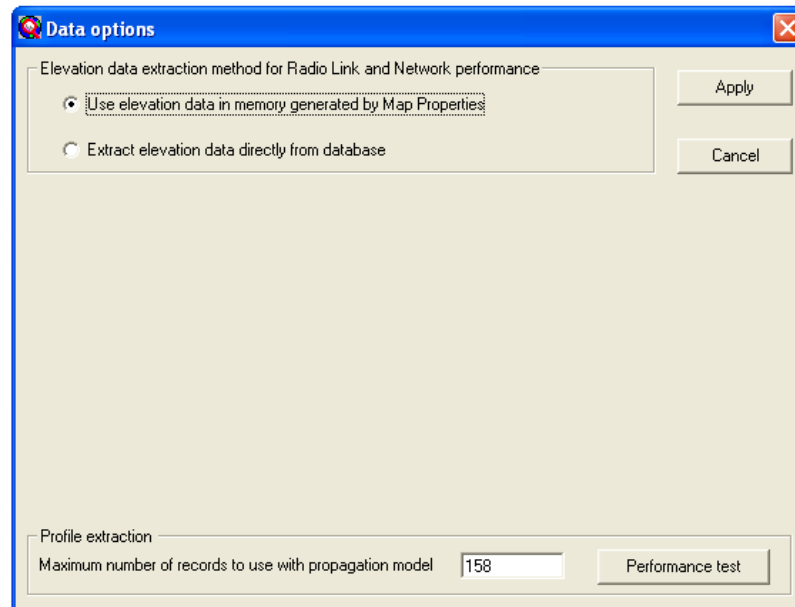 Data options
Elevation data extraction method for Radio Link and Network performance
Use elevation data in memory generated by Map Properties
Apply
Extract elevation data directly from database
Cancel
Profile extraction
Maximum number of records to use with propagation model 158 Performance test